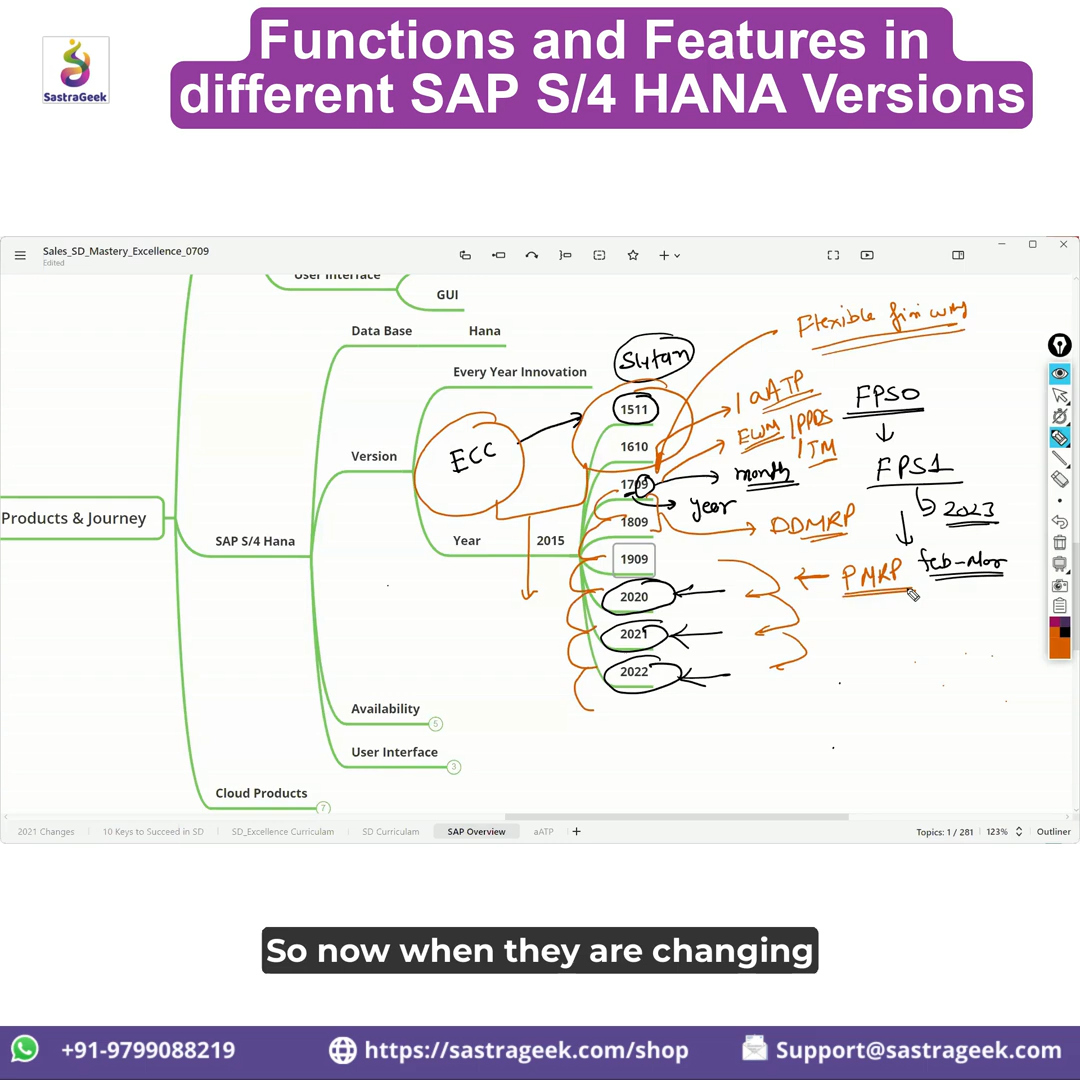 Functions and Features in
different SAP S/4 HANA Versions
SastraGeek
Sales_SD_Mastery_Excellence_0709
Edited
User Interface
GUI
Data Base
Hana
Every Year Innovation
Version
Year
2015
1511
1610
1709
1809
1909
2020
2021
2022
Products & Journey
SAP S/4 Hana
Availability
5
User Interface
3
Cloud Products
7
ECC
Flexible
1 aATP
EWM /PPDS
/TM
month
year
DDMRP
PMRP
FPS0
FPS1
2023
feb-Mar
2021 Changes
10 Keys to Succeed in SD
SD_Excellence Curriculam
SD Curriculam
SAP Overview
aATP
Topics: 1 / 281
123%
Outliner
So now when they are changing
+91-9799088219
https://sastrageek.com/shop
Support@sastrageek.com